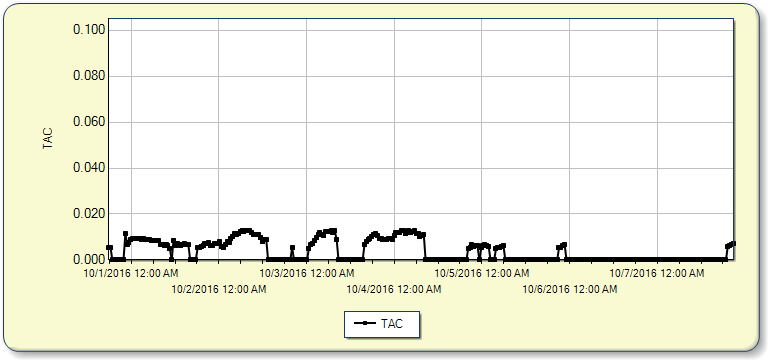 0.100
0.080
0.060
0.040
0.020
0.000
TAC
10/1/2016 12:00 AM
10/2/2016 12:00 AM
10/3/2016 12:00 AM
10/4/2016 12:00 AM
10/5/2016 12:00 AM
10/6/2016 12:00 AM
10/7/2016 12:00 AM
TAC